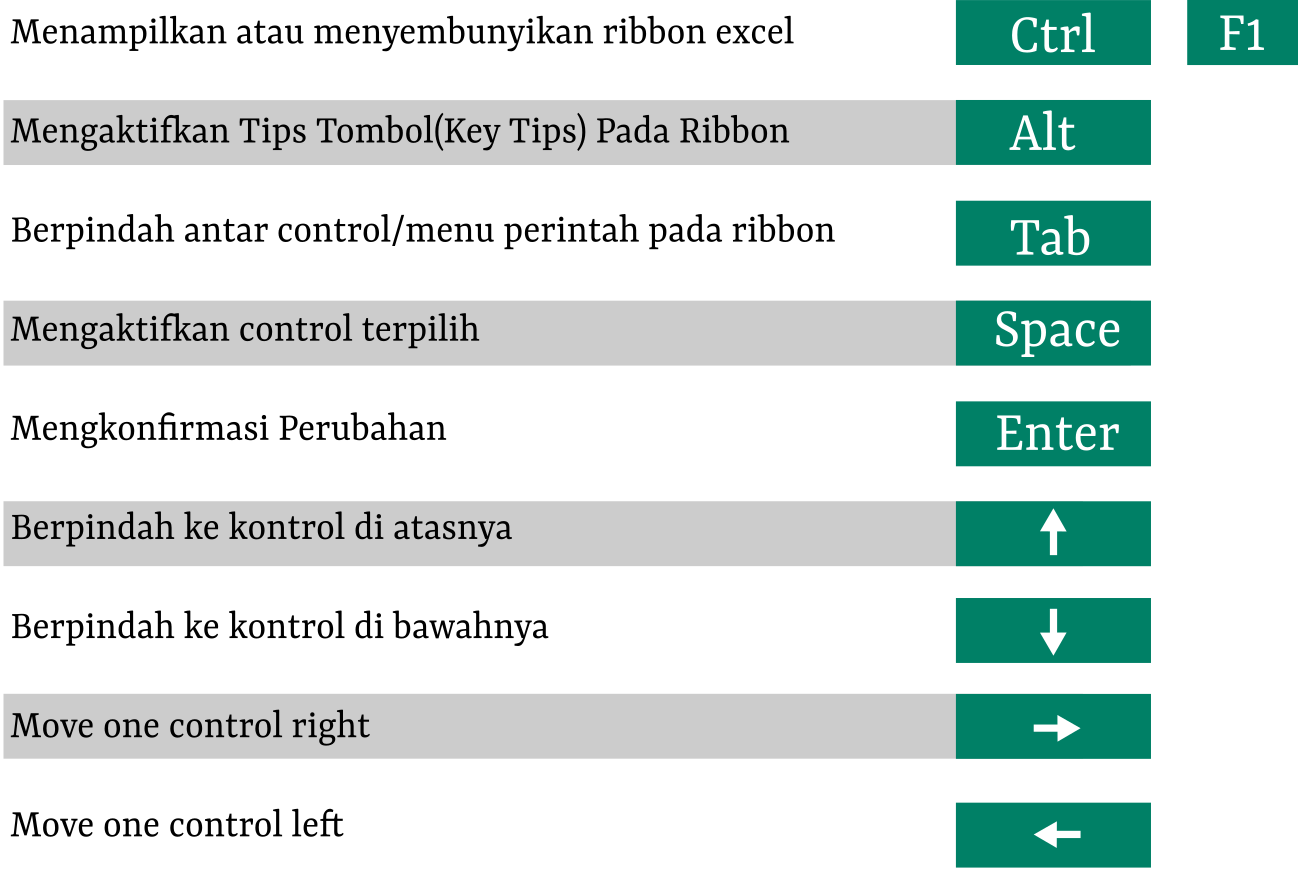 Menampilkan atau menyembunyikan ribbon excel Ctrl F1
Mengaktifkan Tips Tombol(Key Tips) Pada Ribbon Alt
Berpindah antar control/menu perintah pada ribbon Tab
Mengaktifkan control terpilih Space
Mengkonfirmasi Perubahan Enter
Berpindah ke kontrol di atasnya ↑
Berpindah ke kontrol di bawahnya ↓
Move one control right →
Move one control left ←